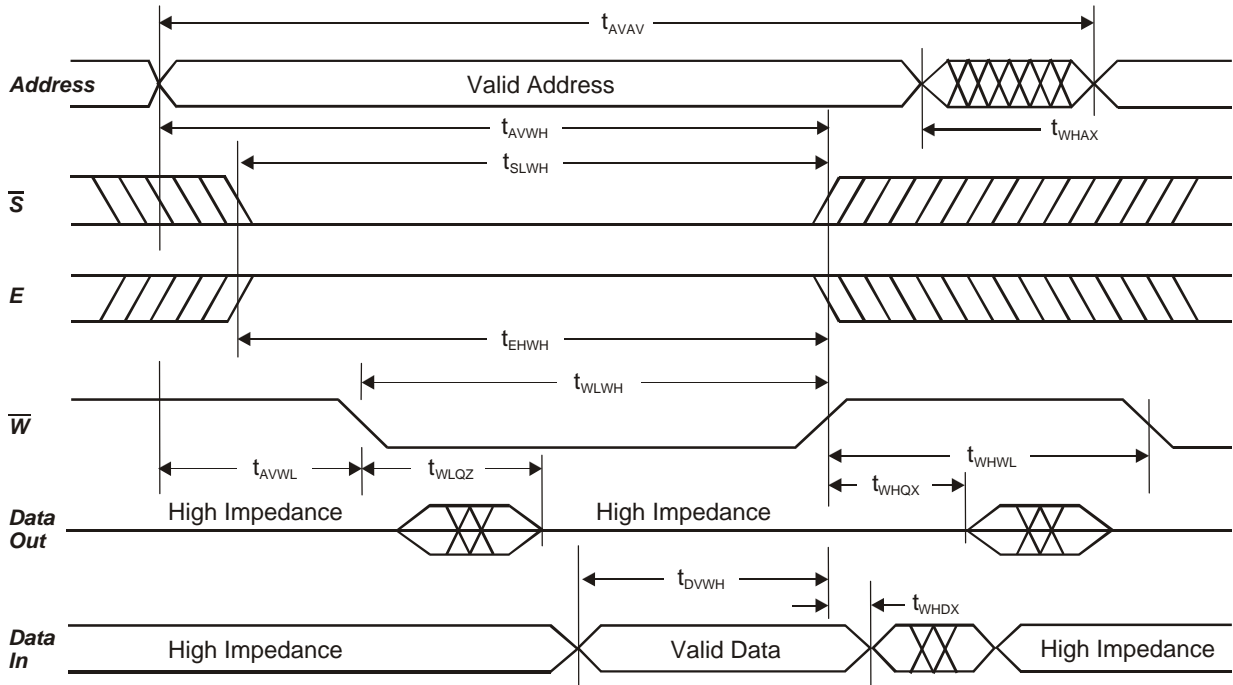 tAVAV
Address
Valid Address
tAVWH
tWHAX
tSLWH
S̅
E
tEHWH
tWLWH
W̅
tAVWL
tWLQZ
tWHWL
tWHQX
High Impedance
High Impedance
Data
Out
tDVWH
tWHDX
Data
In
High Impedance
Valid Data
High Impedance